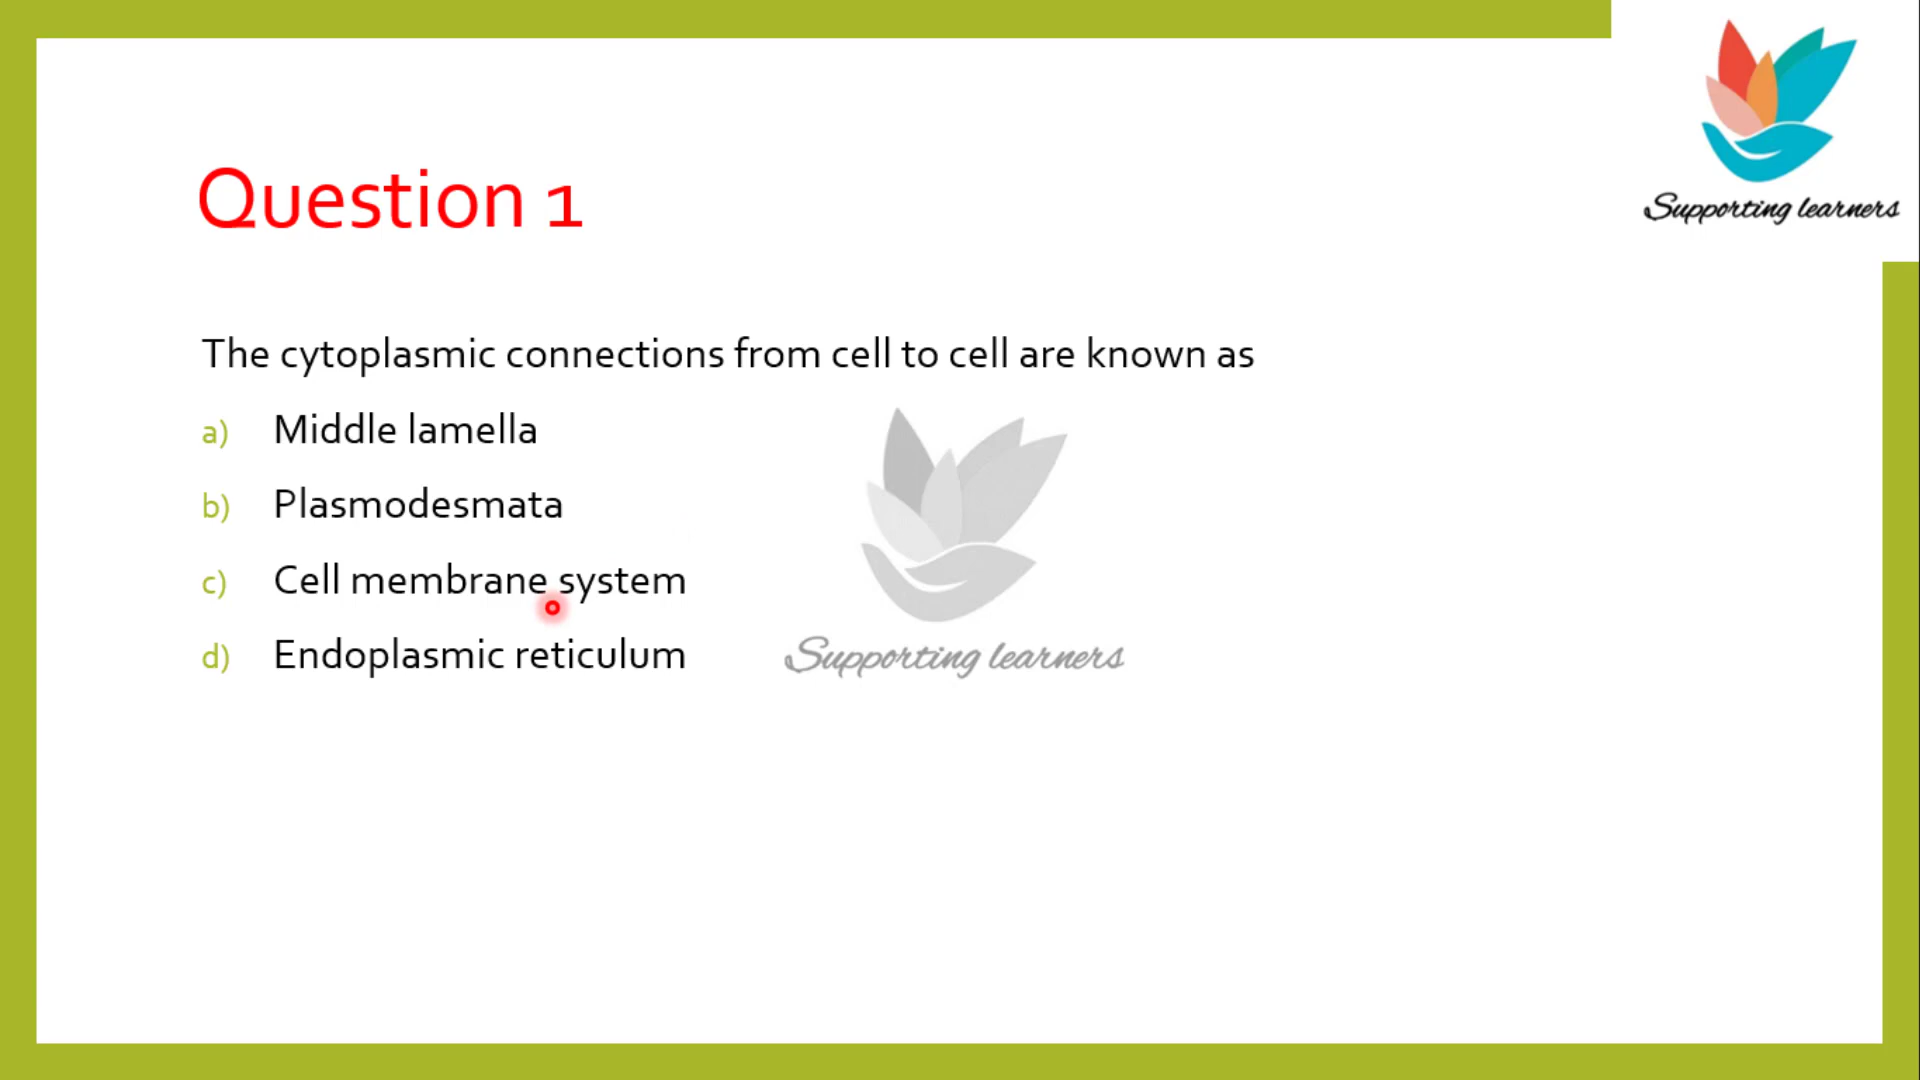 Supporting learners
Question 1
The cytoplasmic connections from cell to cell are known as
a) Middle lamella
b) Plasmodesmata
c) Cell membrane system
d) Endoplasmic reticulum
Supporting learners